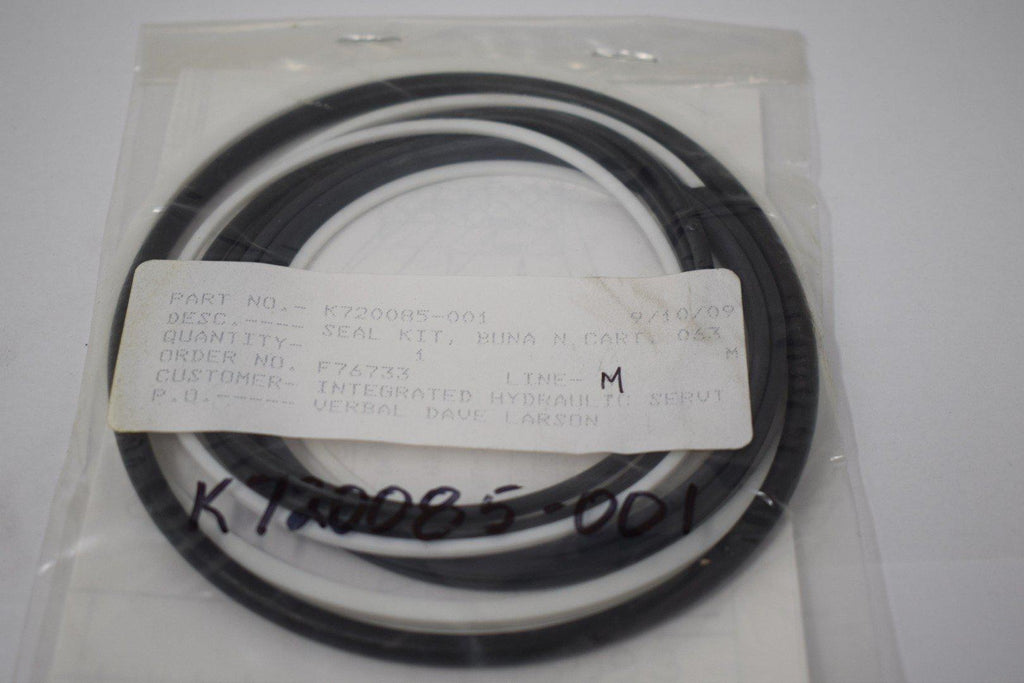 PART NO.- K720085-001 9/10/09
DESC.---- SEAL KIT, BUNA N,CART. 063
QUANTITY- 1 M
ORDER NO. F76733 LINE- M
CUSTOMER- INTEGRATED HYDRAULIC SERVI
P.O.------ VERBAL DAVE LARSON
K720085-001